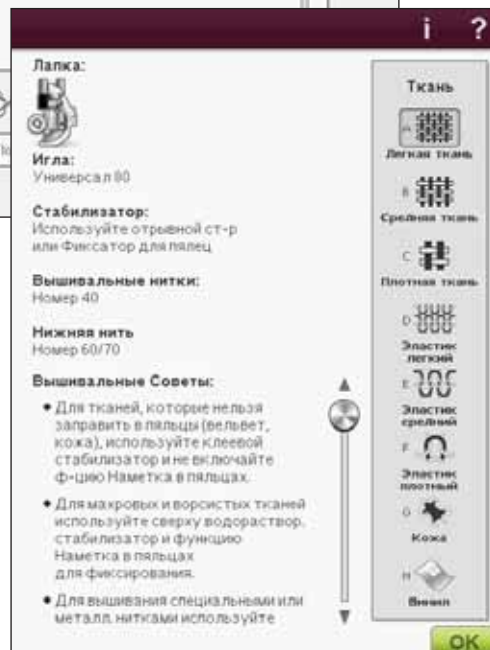 i ?
Лапка:
Игла:
Универсал 80
Стабилизатор:
Используйте отрывной ст-р
или Фиксатор для пялец
Вышивальные нитки:
Номер 40
Нижняя нить
Номер 60/70
Вышивальные Советы:
• Для тканей, которые нельзя
заправить в пяльцы (вельвет,
кожа), используйте клеевой
стабилизатор и не включайте
ф-цию Наметка в пяльцах.
• Для махровых и ворсистых тканей
используйте сверху водораствор.
стабилизатор и функцию
Наметка в пяльцах
для фиксирования.
• Для вышивания специальными или
металл. нитками используйте
Ткань
A
Легкая ткань
B
Средняя ткань
C
Плотная ткань
D
Эластик
легкий
E
Эластик
средний
F
Эластик
плотный
G
Кожа
H
Винил
OK